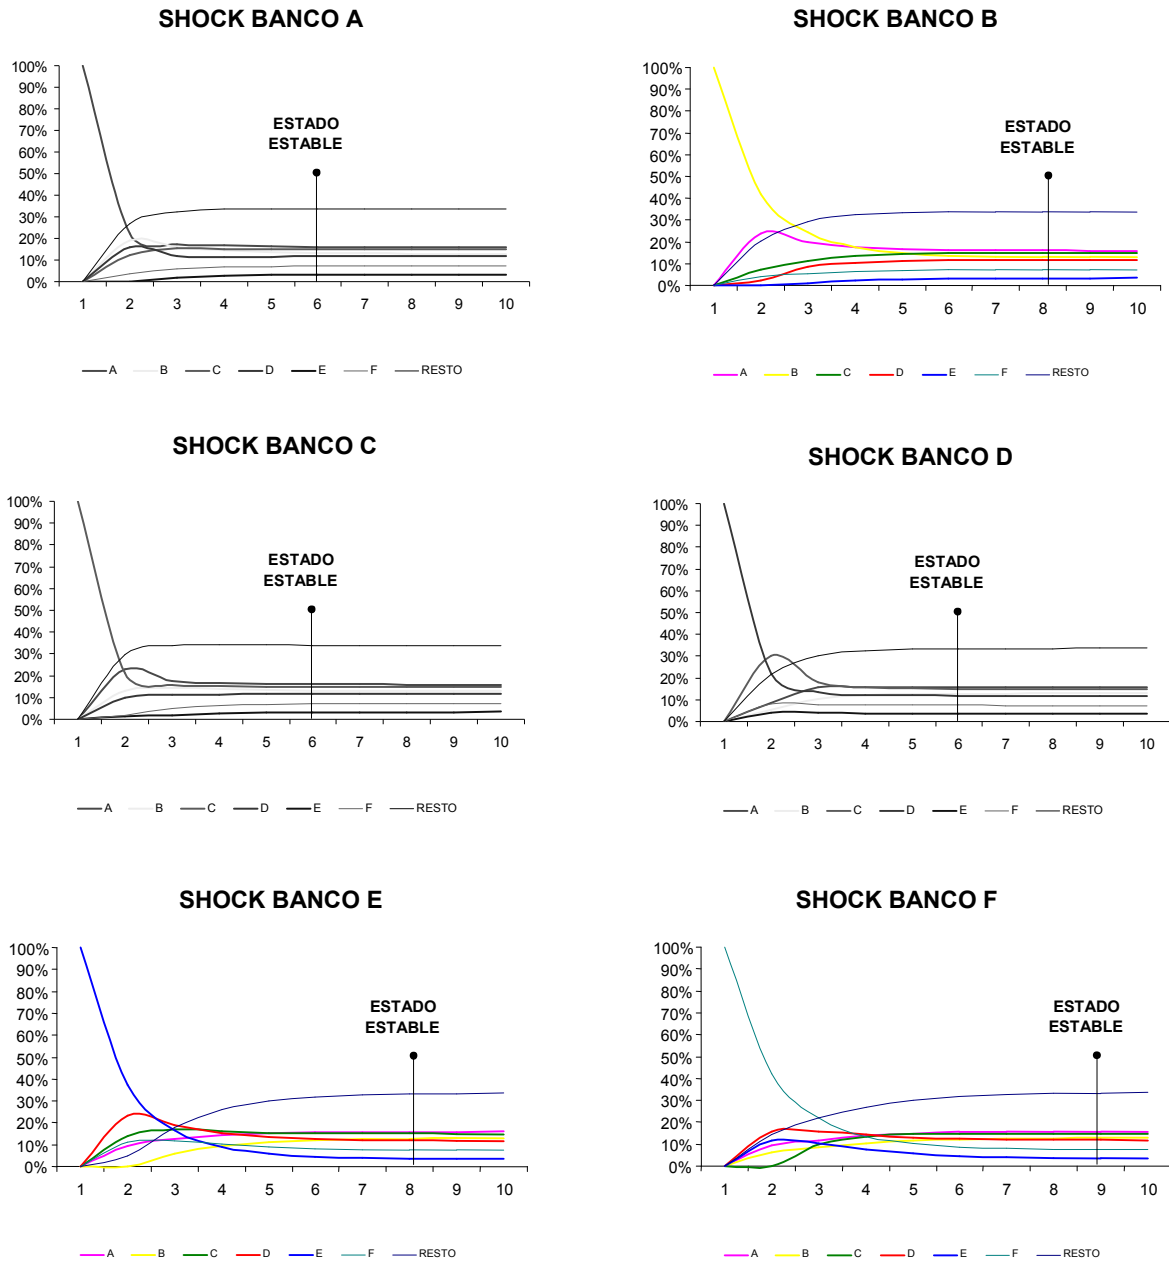 SHOCK BANCO A
100%
90%
80%
70%
60%
50%
40%
30%
20%
10%
0%
ESTADO
ESTABLE
1 2 3 4 5 6 7 8 9 10
A B C D E F RESTO
SHOCK BANCO B
100%
90%
80%
70%
60%
50%
40%
30%
20%
10%
0%
ESTADO
ESTABLE
1 2 3 4 5 6 7 8 9 10
A B C D E F RESTO
SHOCK BANCO C
100%
90%
80%
70%
60%
50%
40%
30%
20%
10%
0%
ESTADO
ESTABLE
1 2 3 4 5 6 7 8 9 10
A B C D E F RESTO
SHOCK BANCO D
100%
90%
80%
70%
60%
50%
40%
30%
20%
10%
0%
ESTADO
ESTABLE
1 2 3 4 5 6 7 8 9 10
A B C D E F RESTO
SHOCK BANCO E
100%
90%
80%
70%
60%
50%
40%
30%
20%
10%
0%
ESTADO
ESTABLE
1 2 3 4 5 6 7 8 9 10
A B C D E F RESTO
SHOCK BANCO F
100%
90%
80%
70%
60%
50%
40%
30%
20%
10%
0%
ESTADO
ESTABLE
1 2 3 4 5 6 7 8 9 10
A B C D E F RESTO